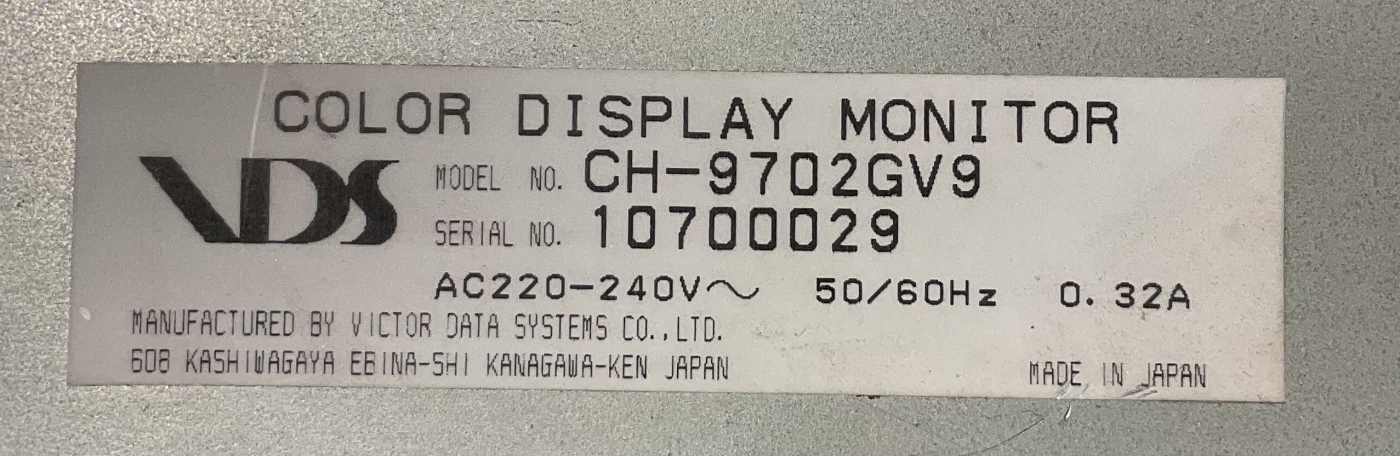 COLOR DISPLAY MONITOR
VDS
MODEL NO. CH-9702GV9
SERIAL NO. 10700029
AC220-240V～ 50/60Hz 0.32A
MANUFACTURED BY VICTOR DATA SYSTEMS CO.,LTD.
608 KASHIWAGAYA EBINA-SHI KANAGAWA-KEN JAPAN
MADE IN JAPAN